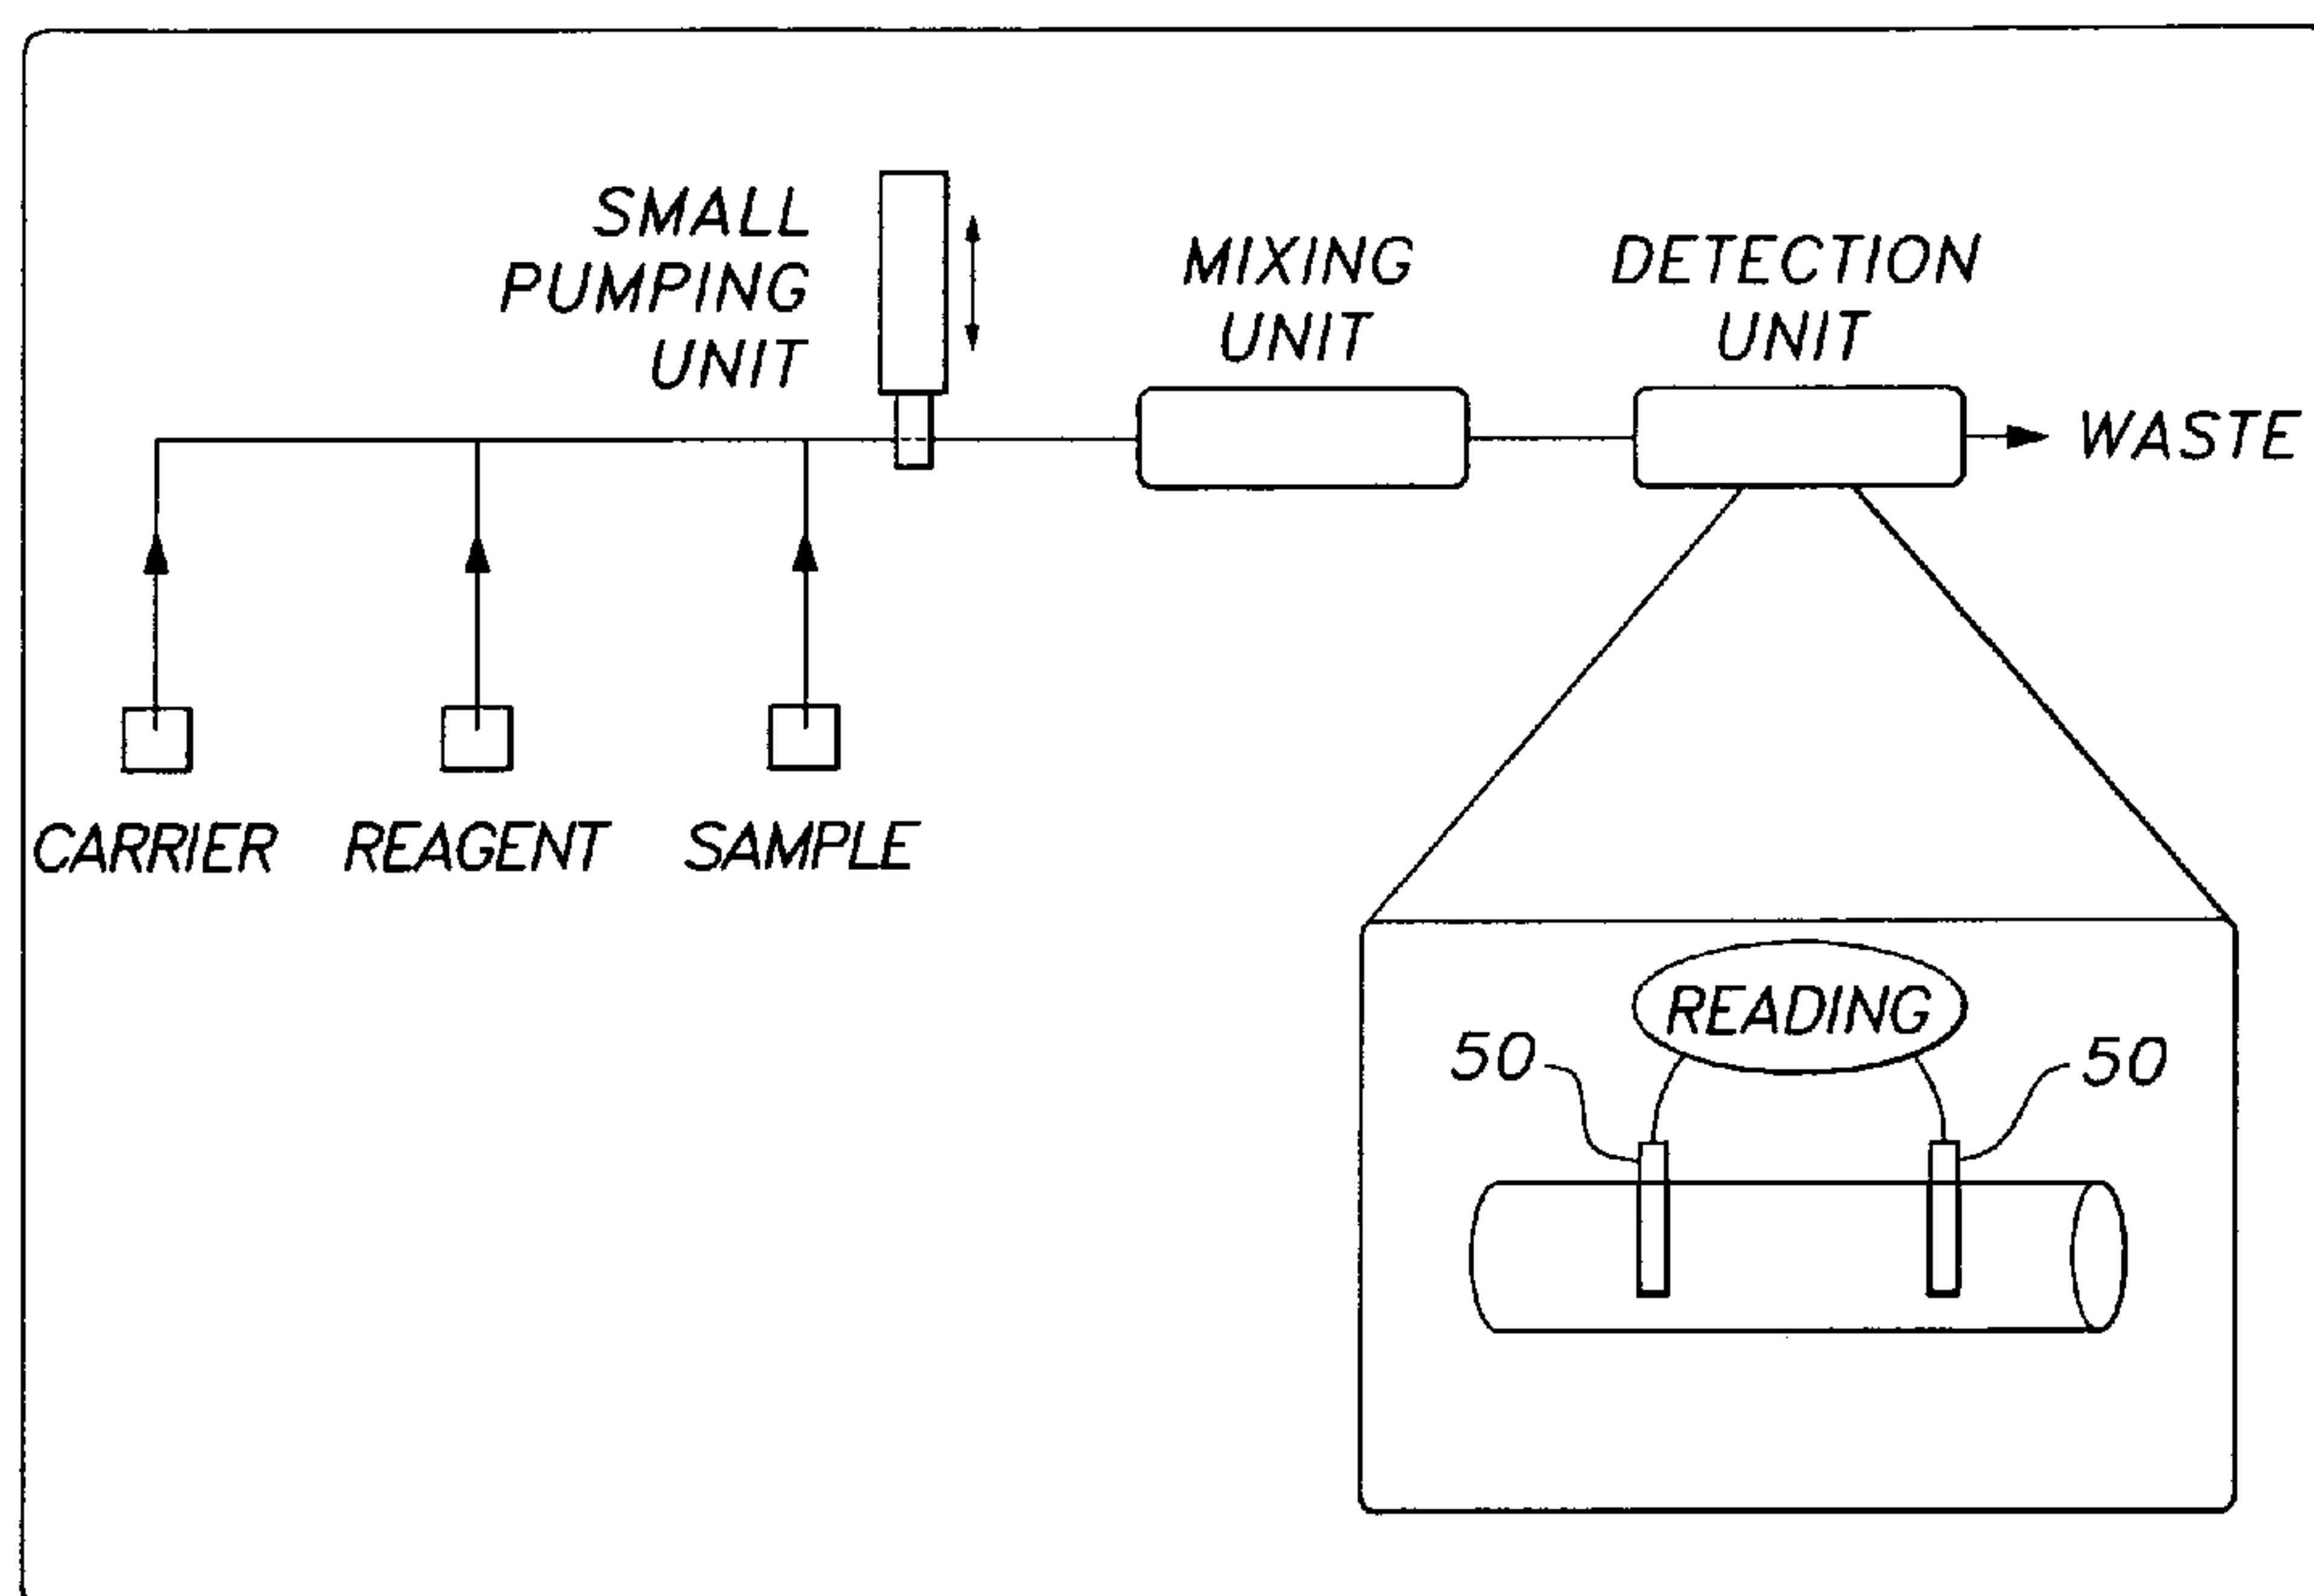 SMALL
PUMPING
UNIT
MIXING
UNIT
DETECTION
UNIT
WASTE
CARRIER
REAGENT
SAMPLE
READING
50
50